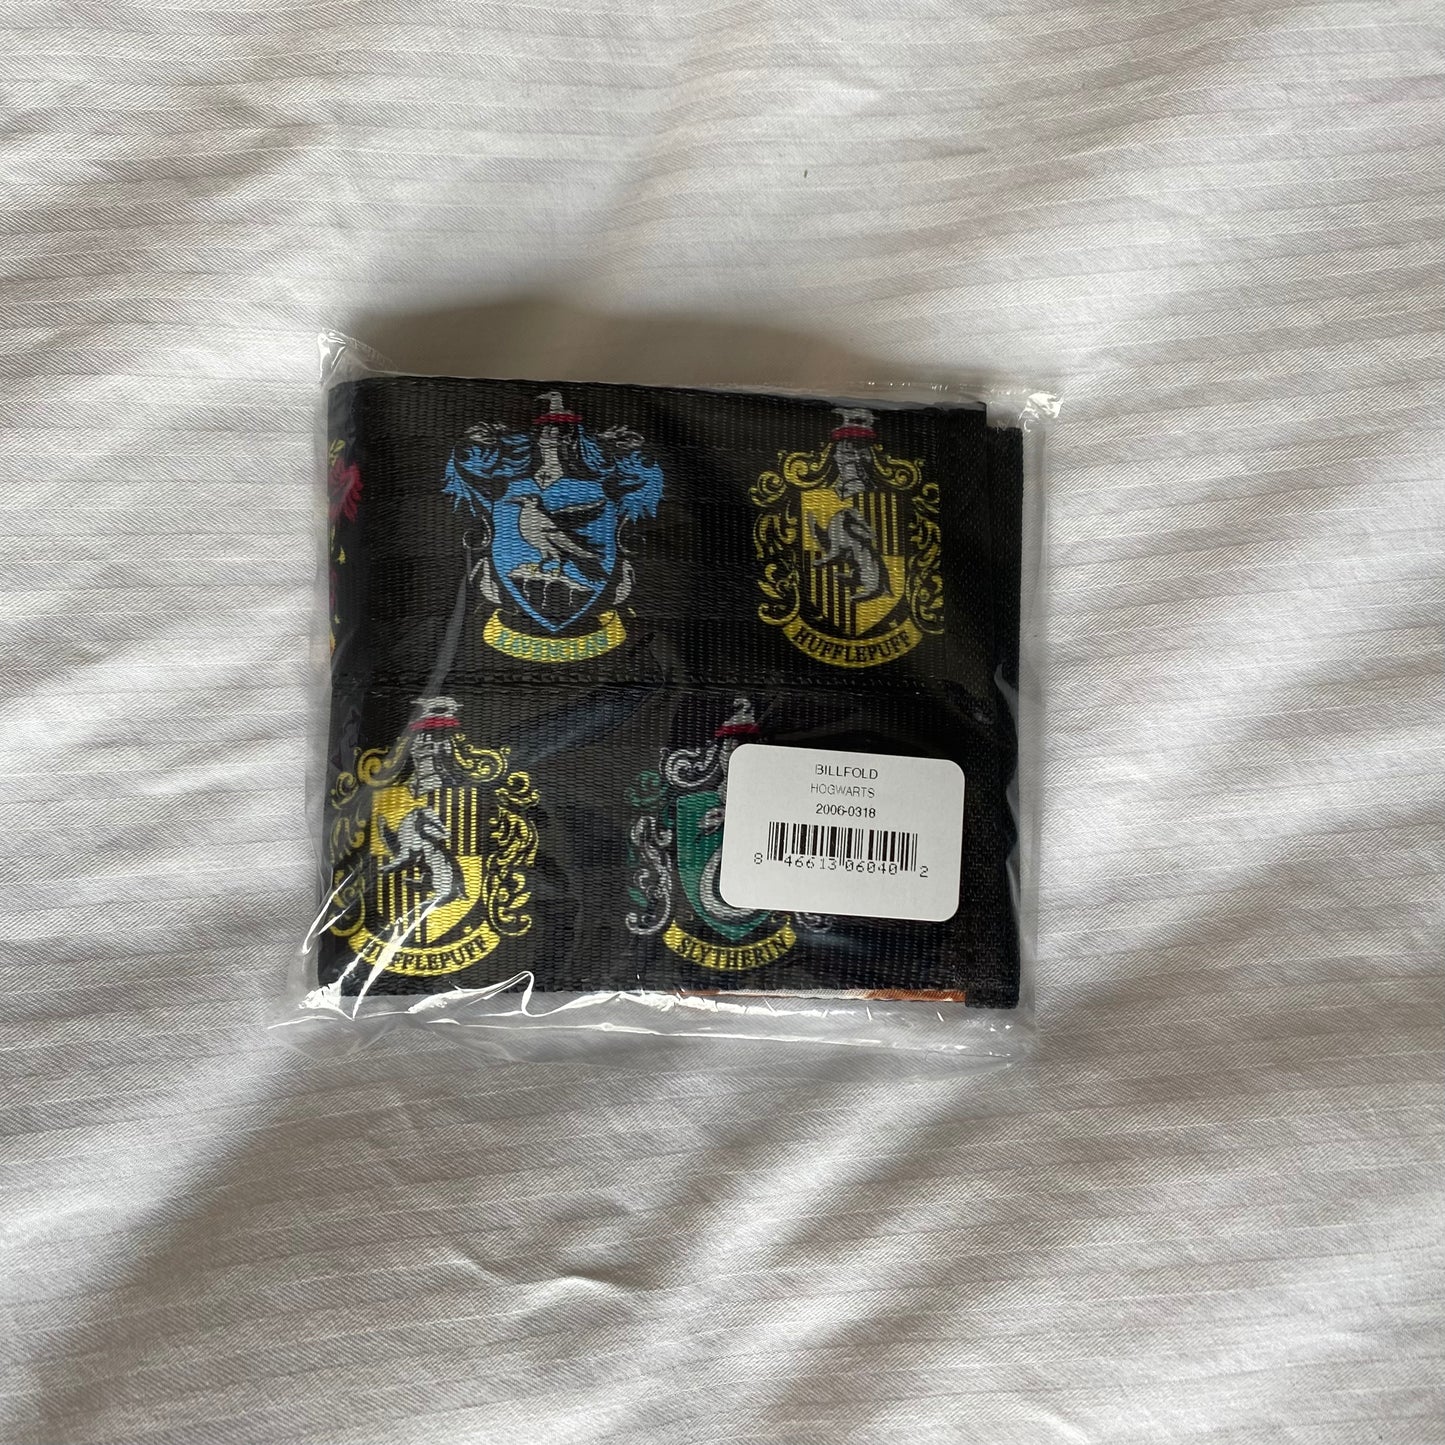 HUFFLEPUFF
HUFFLEPUFF
SLYTHERIN
BILLFOLD
HOGWARTS
2006-0318
8 46613 06040 2